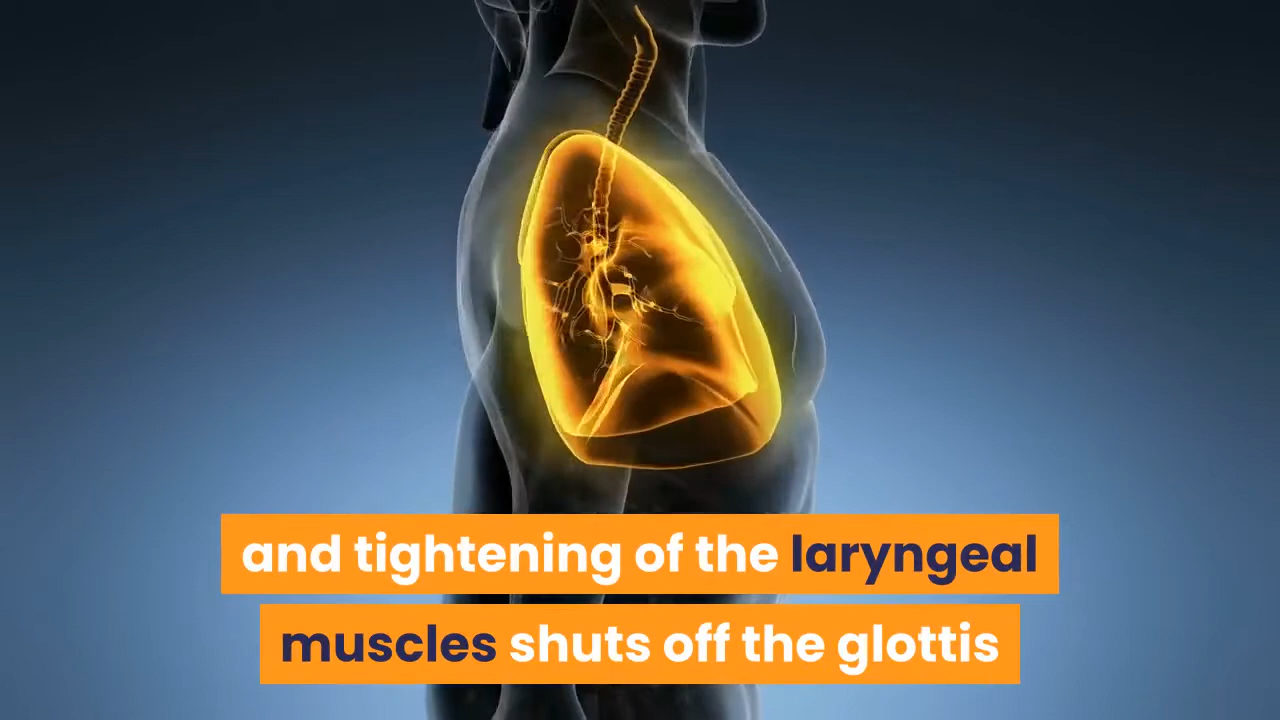 and tightening of the laryngeal
muscles shuts off the glottis